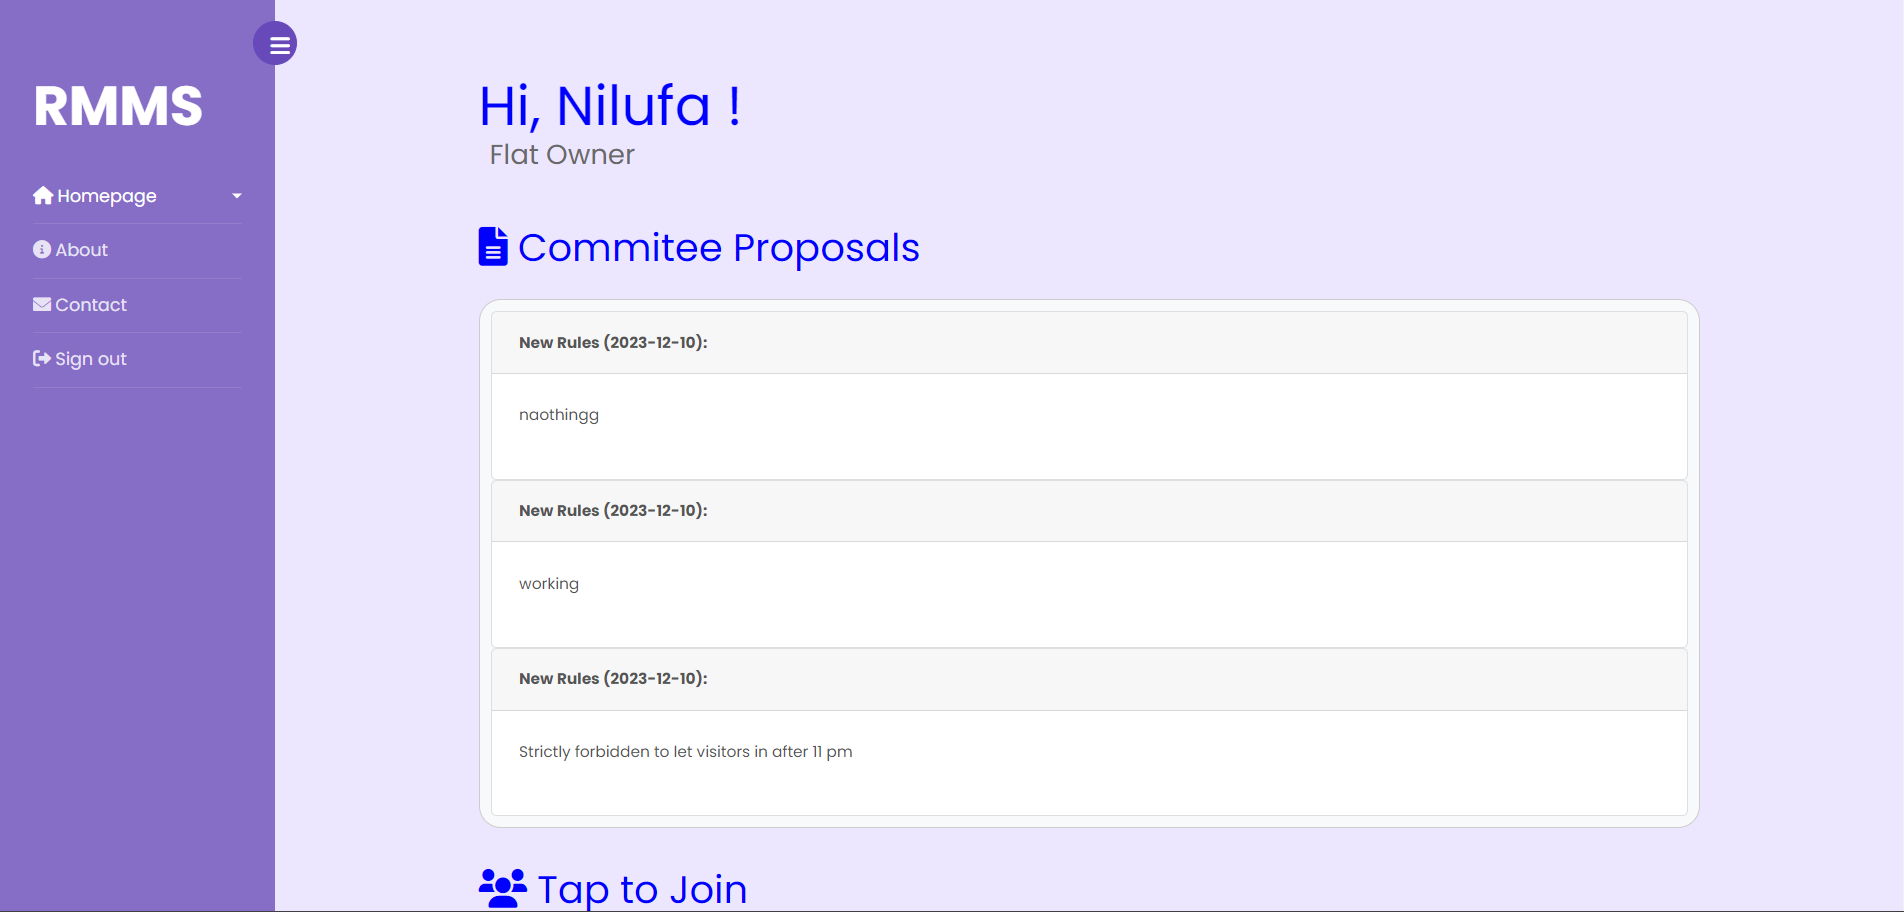 RMMS
Homepage
About
Contact
Sign out
Hi, Nilufa !
Flat Owner
Commitee Proposals
New Rules (2023-12-10):
naothingg
New Rules (2023-12-10):
working
New Rules (2023-12-10):
Strictly forbidden to let visitors in after 11 pm
Tap to Join